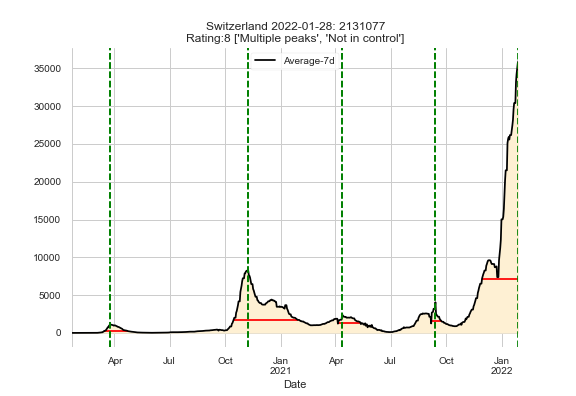 Switzerland 2022-01-28: 2131077
Rating:8 ['Multiple peaks', 'Not in control']
Average-7d
35000
30000
25000
20000
15000
10000
5000
0
Apr Jul Oct Jan Apr Jul Oct Jan
2021 2022
Date